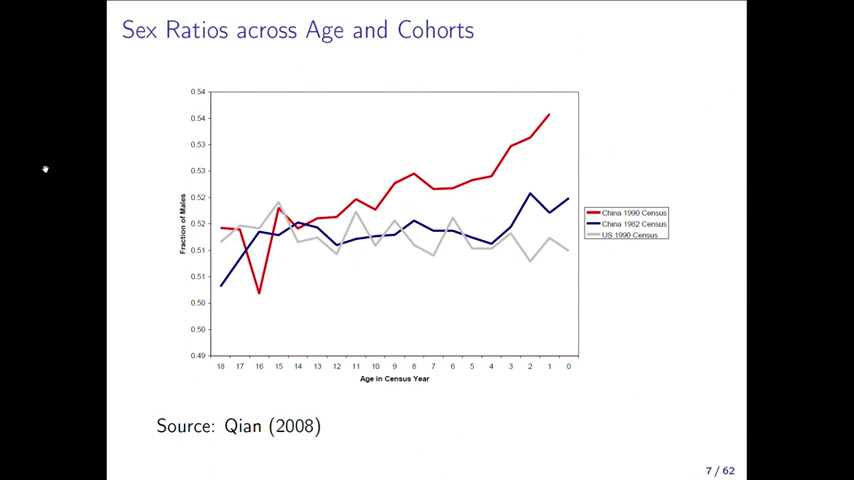 Sex Ratios across Age and Cohorts
0.54
0.54
0.53
0.53
0.52
0.52
0.51
0.51
0.50
0.50
0.49
Fraction of Males
18 17 16 15 14 13 12 11 10 9 8 7 6 5 4 3 2 1 0
Age in Census Year
China 1990 Census
China 1982 Census
US 1990 Census
Source: Qian (2008)
7 / 62